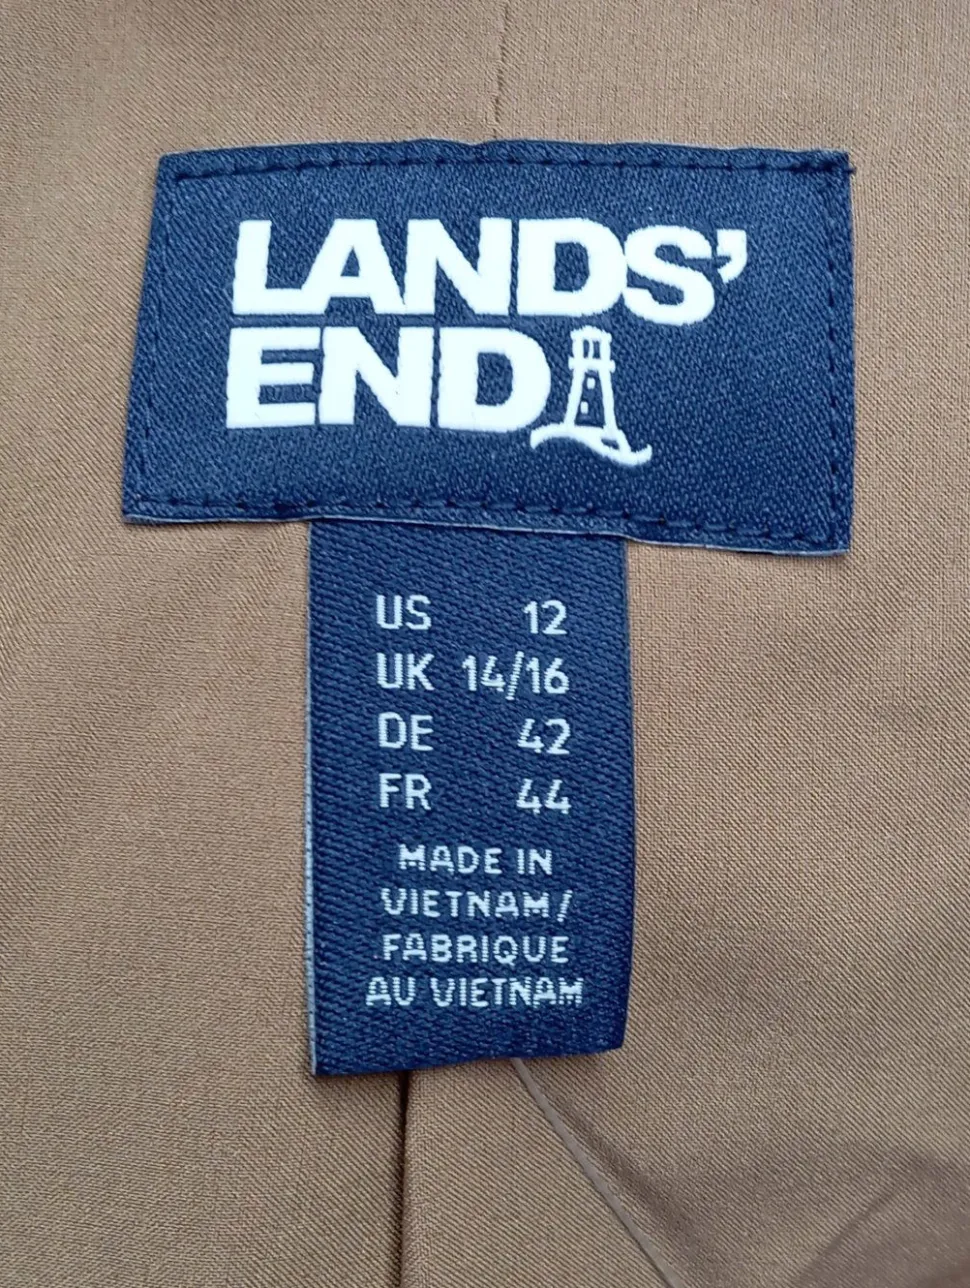 LANDS'
END
US 12
UK 14/16
DE 42
FR 44
MADE IN
VIETNAM/
FABRIQUE
AU VIETNAM